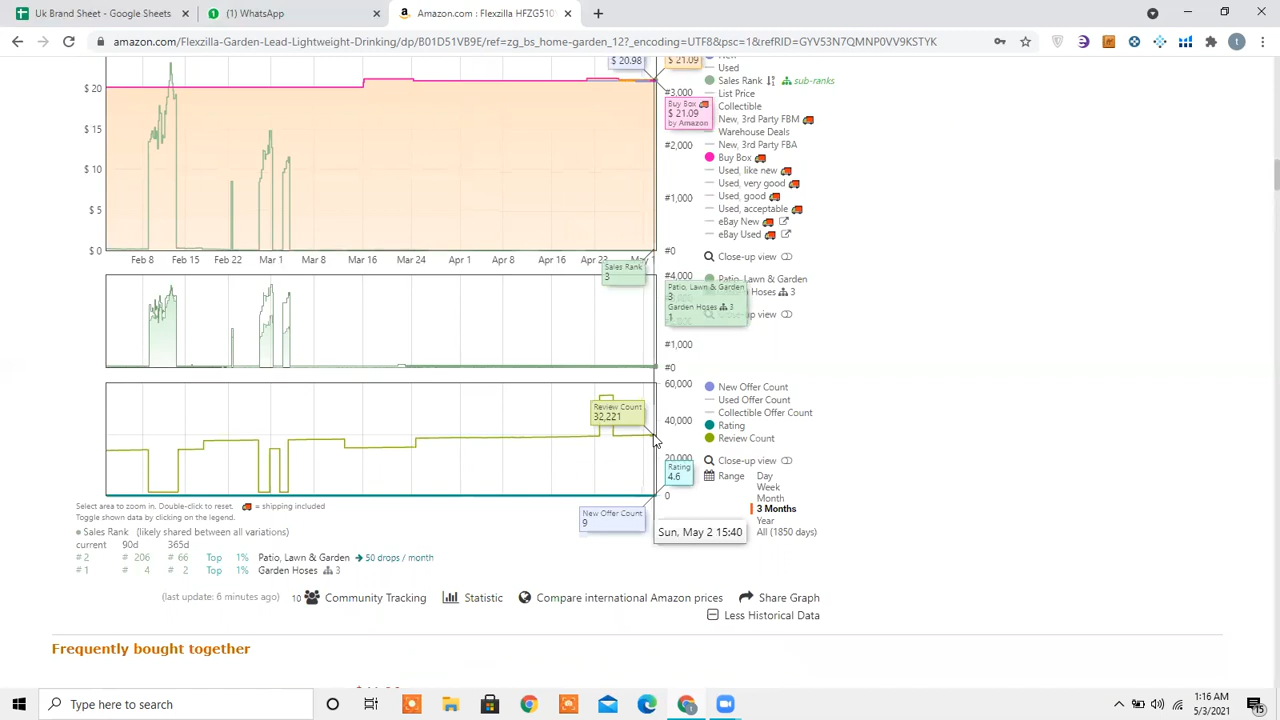 Uk Brand Sheet - Google Sheets
(1) WhatsApp
Amazon.com : Flexzilla HFZG510
amazon.com/Flexzilla-Garden-Lead-Lightweight-Drinking/dp/B01D51VB9E/ref=zg_bs_home-garden_12?_encoding=UTF8&psc=1&refRID=GYV53N7QMNP0VV9KSTYK
t
$ 20.98
$ 21.09
Used
Sales Rank sub-ranks
List Price
Collectible
New, 3rd Party FBM
Warehouse Deals
New, 3rd Party FBA
Buy Box
Used, like new
Used, very good
Used, good
Used, acceptable
eBay New
eBay Used
Close-up view
$ 20
$ 15
$ 10
$ 5
$ 0
#3,000
Buy Box
$ 21.09
by Amazon
#2,000
#1,000
#0
Feb 8 Feb 15 Feb 22 Mar 1 Mar 8 Mar 16 Mar 24 Apr 1 Apr 8 Apr 16 Apr 23
Sales Rank
3
#4,000
Patio, Lawn & Garden
3
Garden Hoses 3
1
Patio, Lawn & Garden
Hoses 3
Close-up view
#1,000
#0
60,000
40,000
20,000
0
Review Count
32,221
Rating
4.6
New Offer Count
9
Sun, May 2 15:40
New Offer Count
Used Offer Count
Collectible Offer Count
Rating
Review Count
Close-up view
Range
Day
Week
Month
3 Months
Year
All (1850 days)
Select area to zoom in. Double-click to reset. = shipping included
Toggle shown data by clicking on the legend.
Sales Rank (likely shared between all variations)
current 90d 365d
# 2 # 206 # 66 Top 1% Patio, Lawn & Garden 50 drops / month
# 1 # 4 # 2 Top 1% Garden Hoses 3
(last update: 6 minutes ago) 10 Community Tracking Statistic Compare international Amazon prices Share Graph
Less Historical Data
Frequently bought together
Type here to search
1:16 AM
5/3/2021
15